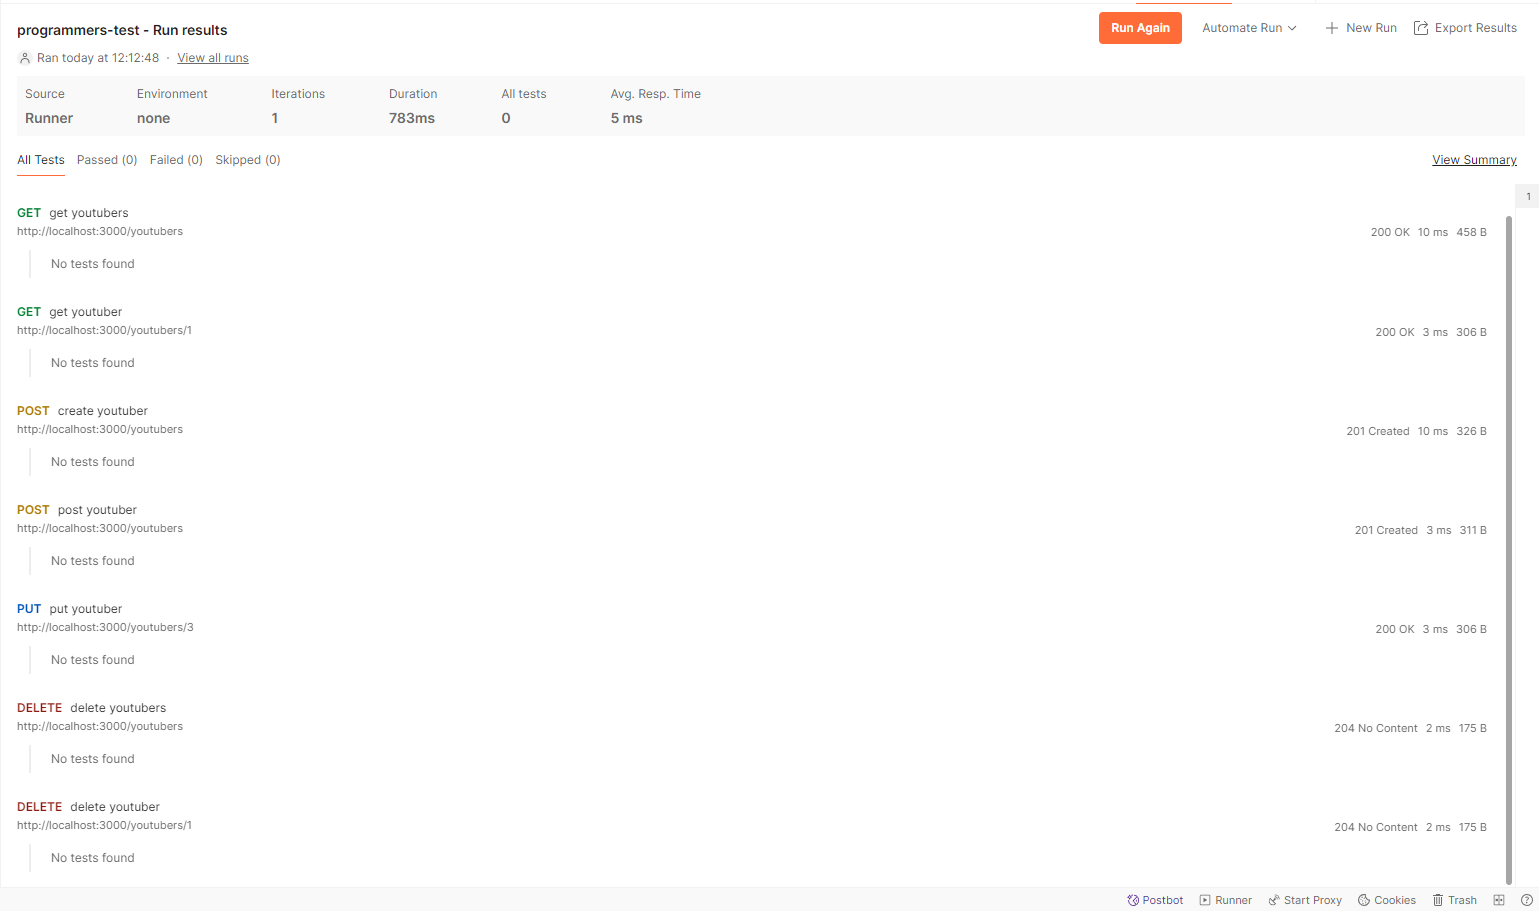 programmers-test - Run results
Run Again Automate Run New Run Export Results
Ran today at 12:12:48 · View all runs
Source Environment Iterations Duration All tests Avg. Resp. Time
Runner none 1 783ms 0 5 ms
All Tests Passed (0) Failed (0) Skipped (0) View Summary
1
GET get youtubers
http://localhost:3000/youtubers 200 OK 10 ms 458 B
No tests found
GET get youtuber
http://localhost:3000/youtubers/1 200 OK 3 ms 306 B
No tests found
POST create youtuber
http://localhost:3000/youtubers 201 Created 10 ms 326 B
No tests found
POST post youtuber
http://localhost:3000/youtubers 201 Created 3 ms 311 B
No tests found
PUT put youtuber
http://localhost:3000/youtubers/3 200 OK 3 ms 306 B
No tests found
DELETE delete youtubers
http://localhost:3000/youtubers 204 No Content 2 ms 175 B
No tests found
DELETE delete youtuber
http://localhost:3000/youtubers/1 204 No Content 2 ms 175 B
No tests found
Postbot Runner Start Proxy Cookies Trash